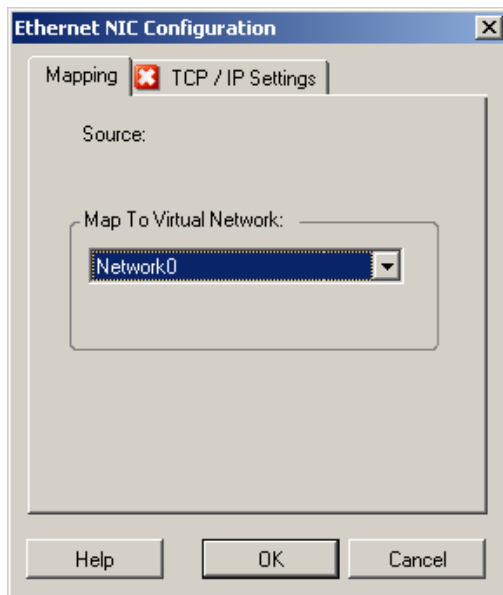 Ethernet NIC Configuration
Mapping
TCP / IP Settings
Source:
Map To Virtual Network:
Network0
Help
OK
Cancel